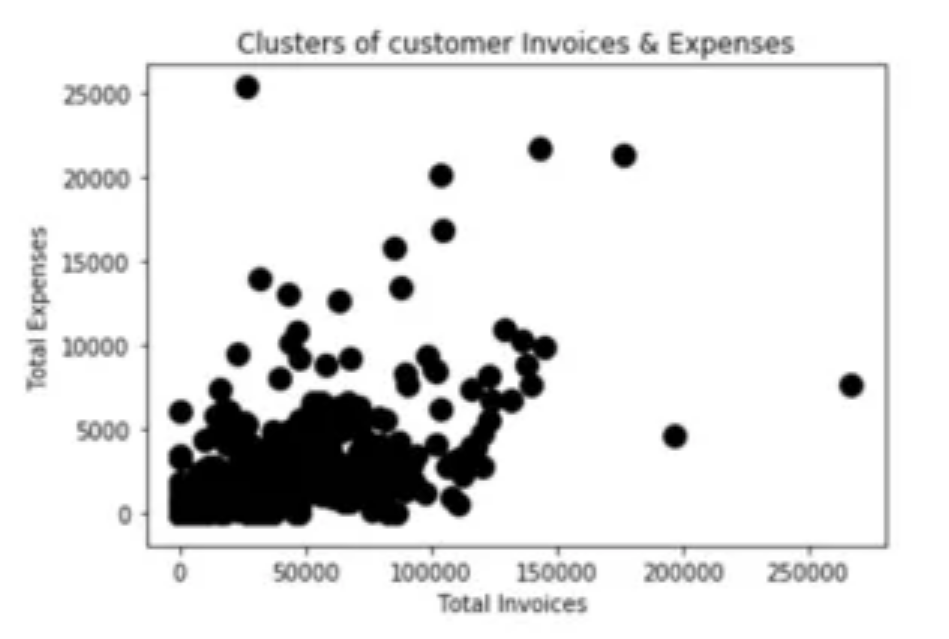 Clusters of customer Invoices & Expenses
25000
20000
15000
10000
5000
0
Total Expenses
0 50000 100000 150000 200000 250000
Total Invoices